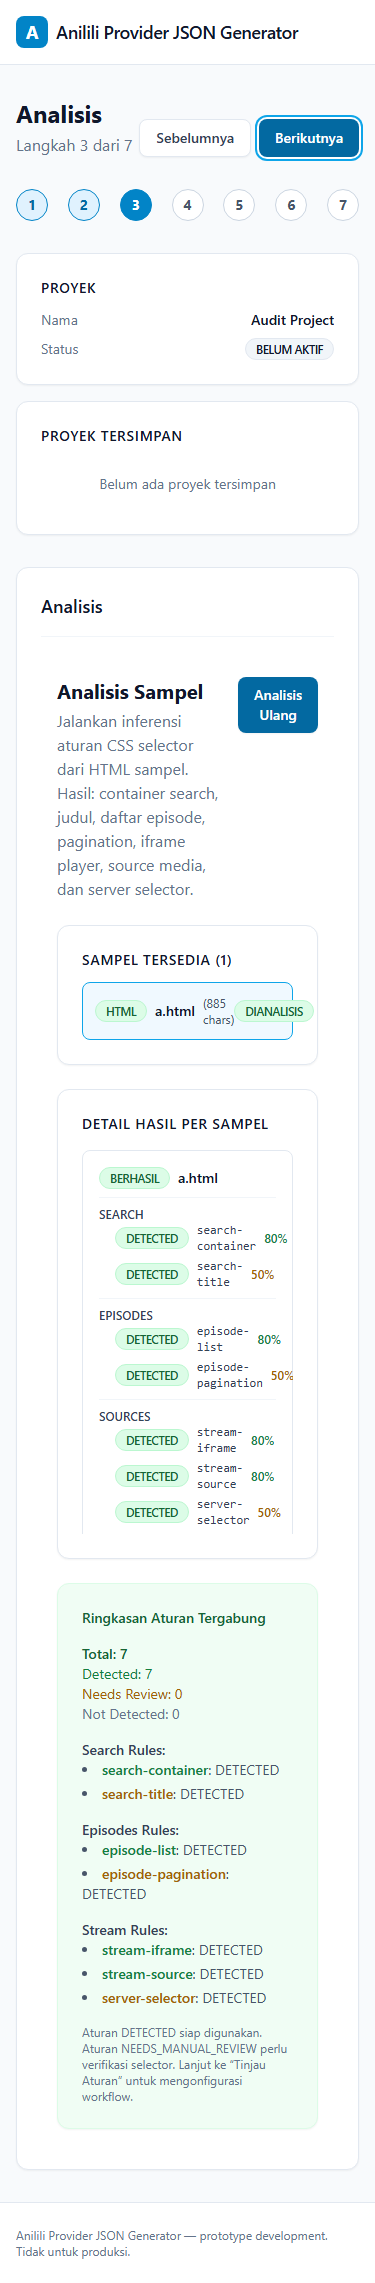 A Anilili Provider JSON Generator
Analisis
Langkah 3 dari 7
Sebelumnya
Berikutnya
1 2 3 4 5 6 7
PROYEK
Nama Audit Project
Status BELUM AKTIF
PROYEK TERSIMPAN
Belum ada proyek tersimpan
Analisis
Analisis Sampel
Analisis
Ulang
Jalankan inferensi
aturan CSS selector
dari HTML sampel.
Hasil: container search,
judul, daftar episode,
pagination, iframe
player, source media,
dan server selector.
SAMPEL TERSEDIA (1)
HTML a.html (885
chars) DIANALISIS
DETAIL HASIL PER SAMPEL
BERHASIL a.html
SEARCH
DETECTED search-
container 80%
DETECTED search-
title 50%
EPISODES
DETECTED episode-
list 80%
DETECTED episode-
pagination 50%
SOURCES
DETECTED stream-
iframe 80%
DETECTED stream-
source 80%
DETECTED server-
selector 50%
Ringkasan Aturan Tergabung
Total: 7
Detected: 7
Needs Review: 0
Not Detected: 0
Search Rules:
• search-container: DETECTED
• search-title: DETECTED
Episodes Rules:
• episode-list: DETECTED
• episode-pagination:
DETECTED
Stream Rules:
• stream-iframe: DETECTED
• stream-source: DETECTED
• server-selector: DETECTED
Aturan DETECTED siap digunakan.
Aturan NEEDS_MANUAL_REVIEW perlu
verifikasi selector. Lanjut ke “Tinjau
Aturan” untuk mengonfigurasi
workflow.
Anilili Provider JSON Generator — prototype development.
Tidak untuk produksi.